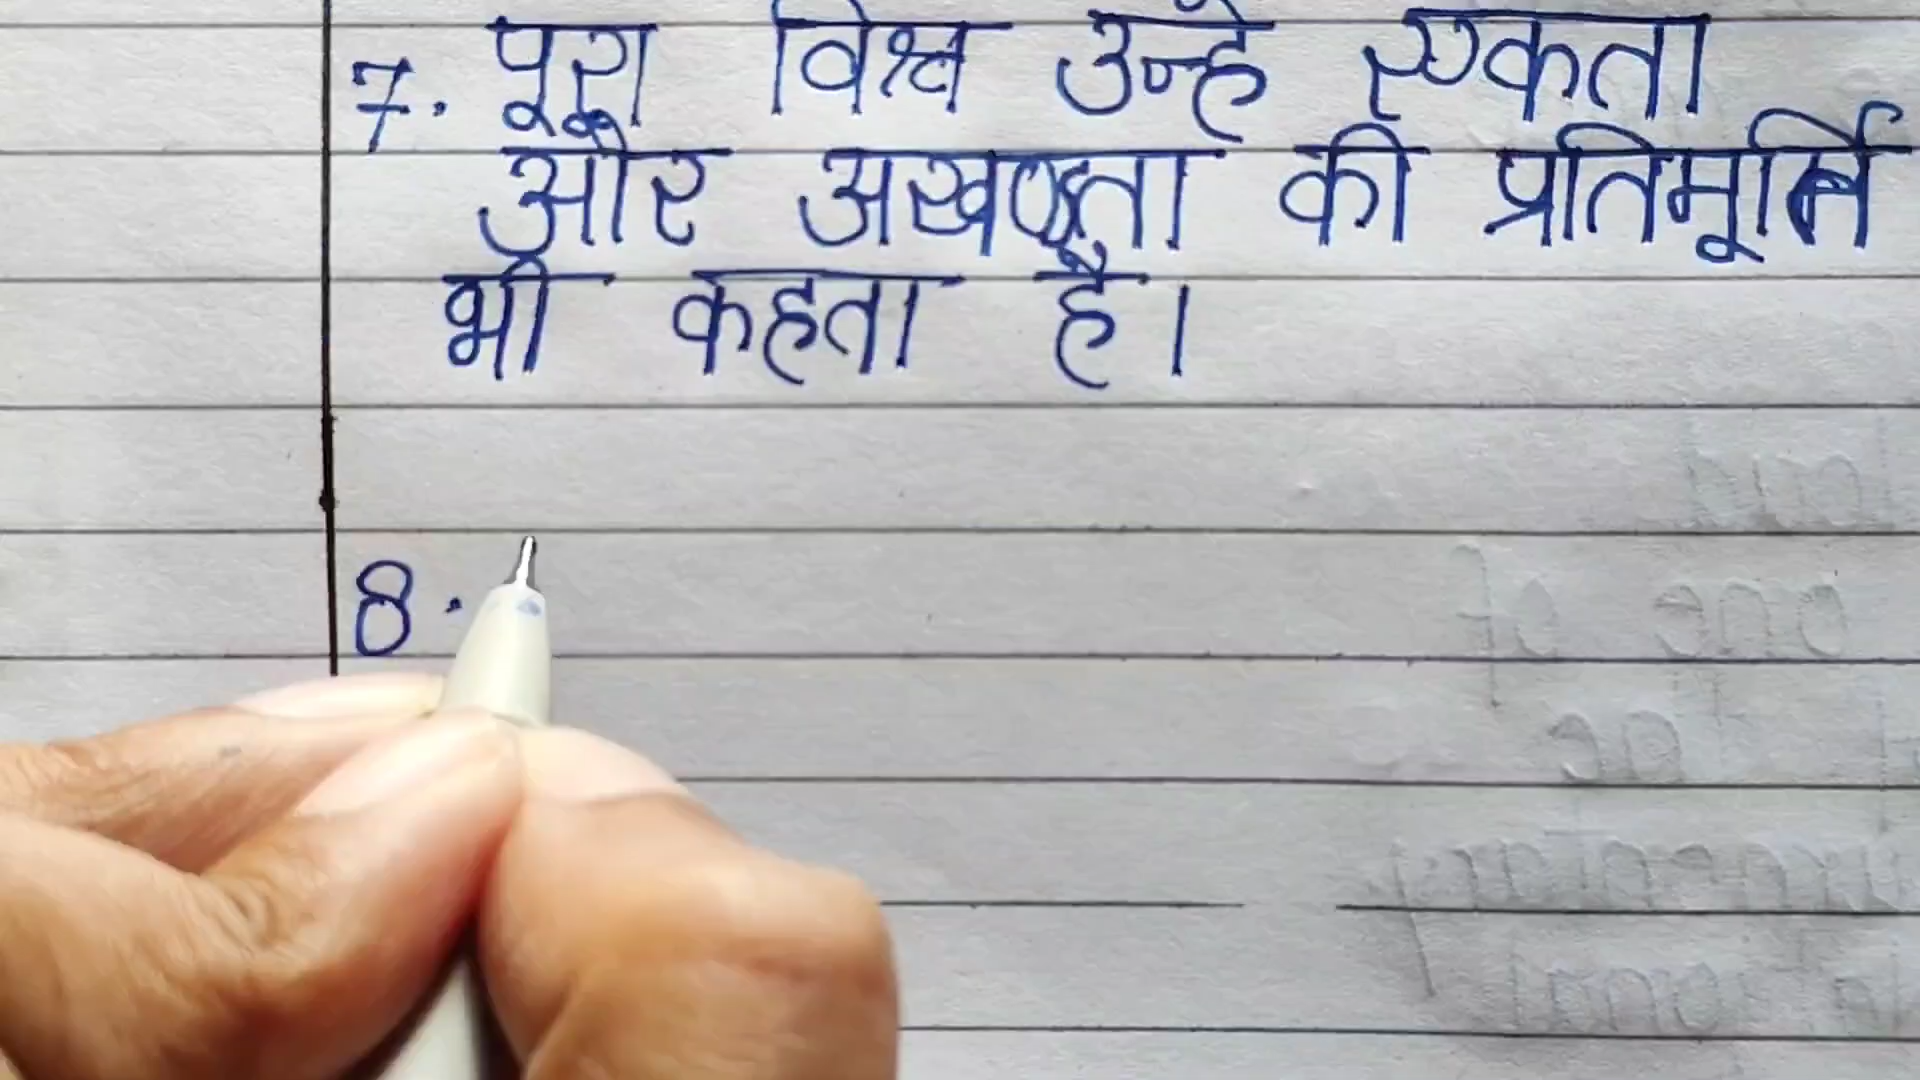 7. पूरा विश्व उन्हें एकता
और अखण्डता की प्रतिमूर्ति
भी कहता है।
8.